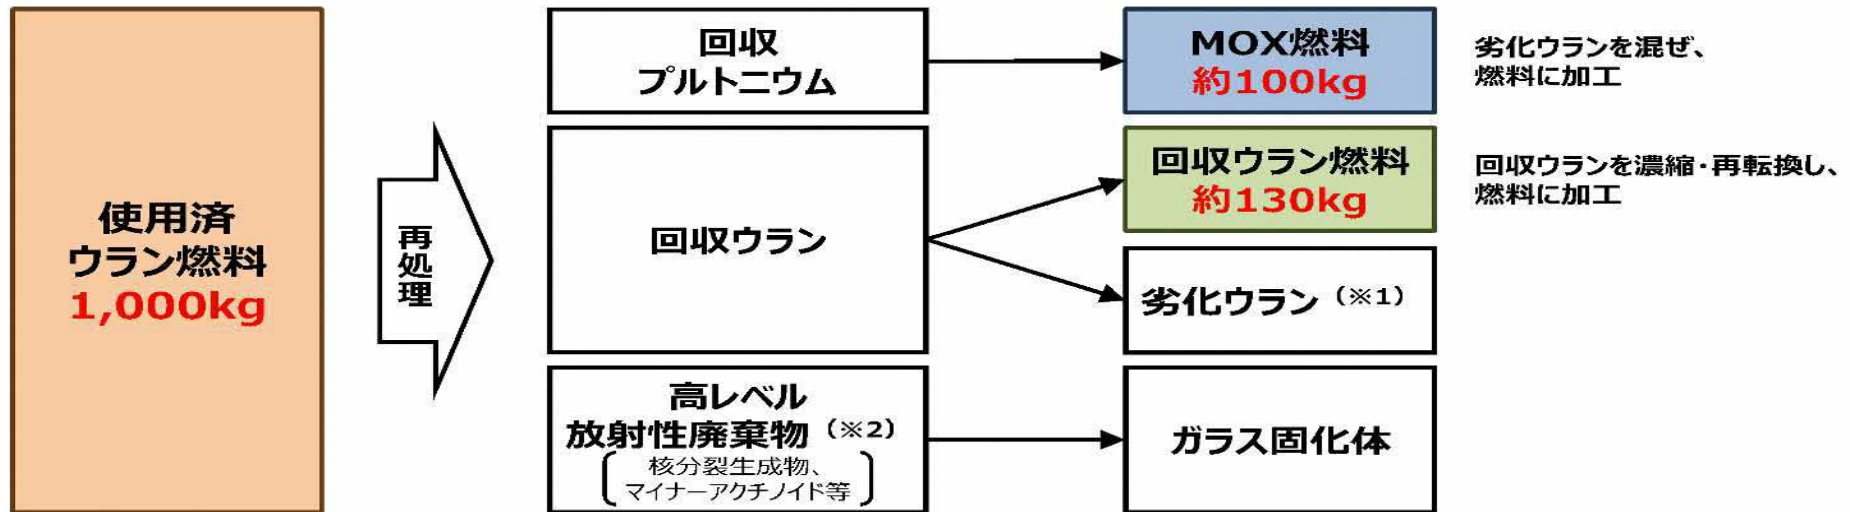 使用済
ウラン燃料
1,000kg
再処理
回収
プルトニウム
MOX燃料
約100kg
劣化ウランを混ぜ、
燃料に加工
回収ウラン
回収ウラン燃料
約130kg
回収ウランを濃縮・再転換し、
燃料に加工
劣化ウラン（※1）
高レベル
放射性廃棄物（※2）
核分裂生成物、
マイナーアクチノイド等
ガラス固化体